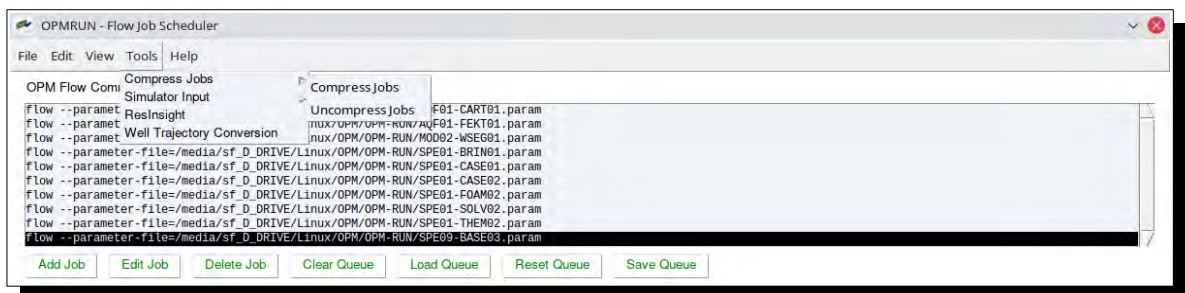 OPMRUN - Flow Job Scheduler
File Edit View Tools Help
OPM Flow Com
Compress Jobs
Simulator Input
ResInsight
Well Trajectory Conversion
Compress Jobs
Uncompress Jobs
flow --paramet F01-CART01.param
flow --paramet nux/OPM/OPM-RUN/AQF01-FEKT01.param
flow --paramet nux/OPM/OPM-RUN/MOD02-WSEG01.param
flow --parameter-file=/media/sf_D_DRIVE/Linux/OPM/OPM-RUN/SPE01-BRIN01.param
flow --parameter-file=/media/sf_D_DRIVE/Linux/OPM/OPM-RUN/SPE01-CASE01.param
flow --parameter-file=/media/sf_D_DRIVE/Linux/OPM/OPM-RUN/SPE01-CASE02.param
flow --parameter-file=/media/sf_D_DRIVE/Linux/OPM/OPM-RUN/SPE01-FOAM02.param
flow --parameter-file=/media/sf_D_DRIVE/Linux/OPM/OPM-RUN/SPE01-SOLV02.param
flow --parameter-file=/media/sf_D_DRIVE/Linux/OPM/OPM-RUN/SPE01-THEM02.param
flow --parameter-file=/media/sf_D_DRIVE/Linux/OPM/OPM-RUN/SPE09-BASE03.param
Add Job Edit Job Delete Job Clear Queue Load Queue Reset Queue Save Queue